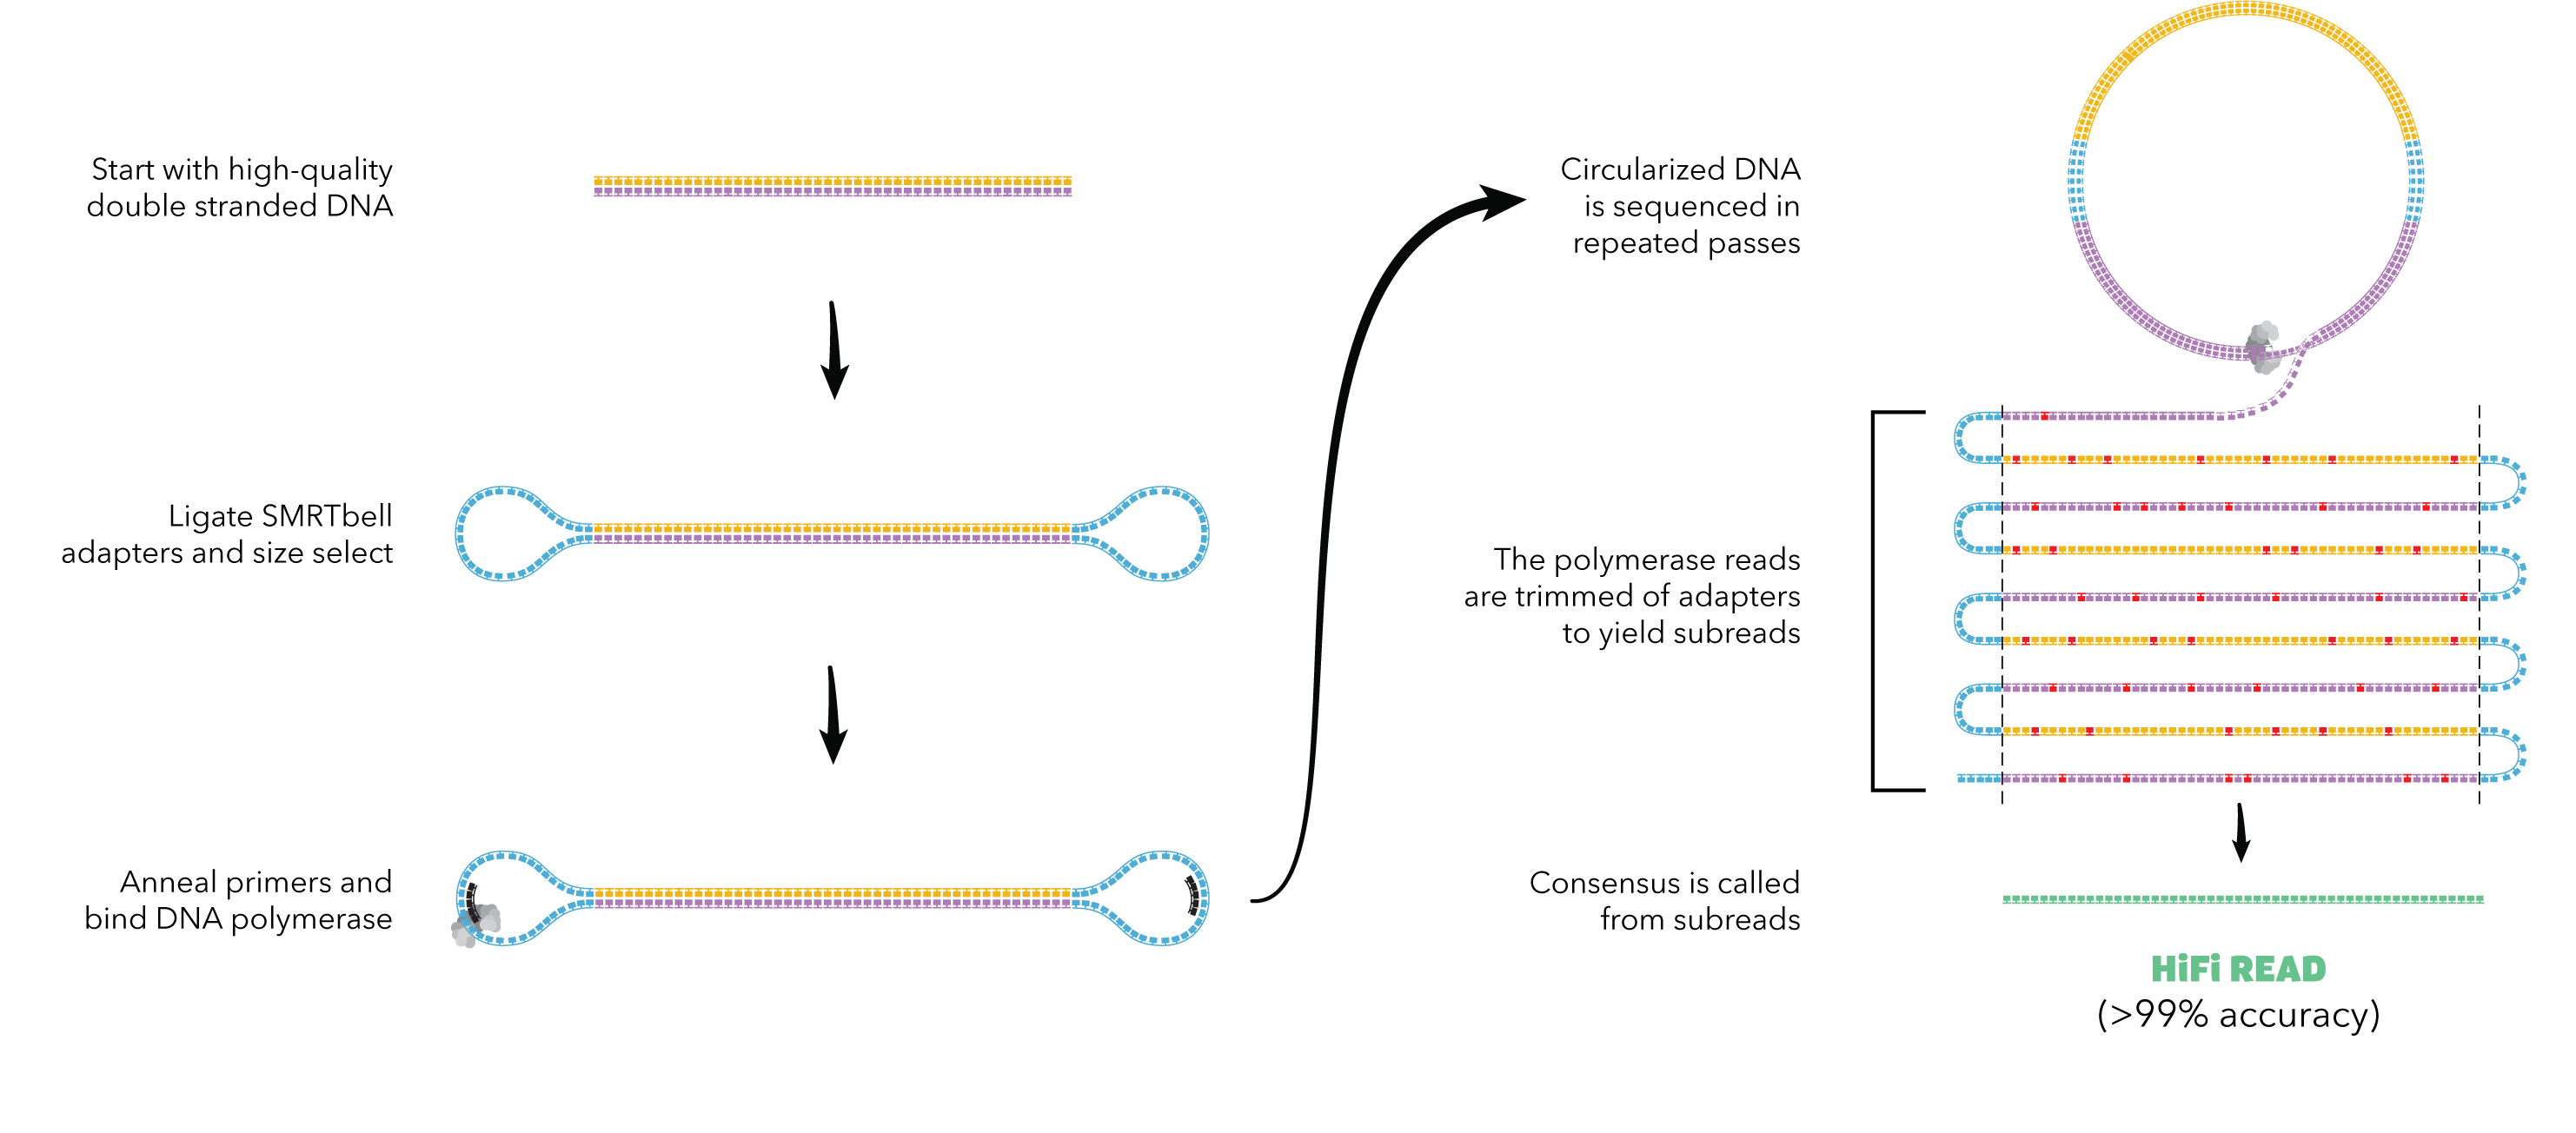 Start with high-quality
double stranded DNA
Ligate SMRTbell
adapters and size select
Anneal primers and
bind DNA polymerase
Circularized DNA
is sequenced in
repeated passes
The polymerase reads
are trimmed of adapters
to yield subreads
Consensus is called
from subreads
HiFi READ
(>99% accuracy)